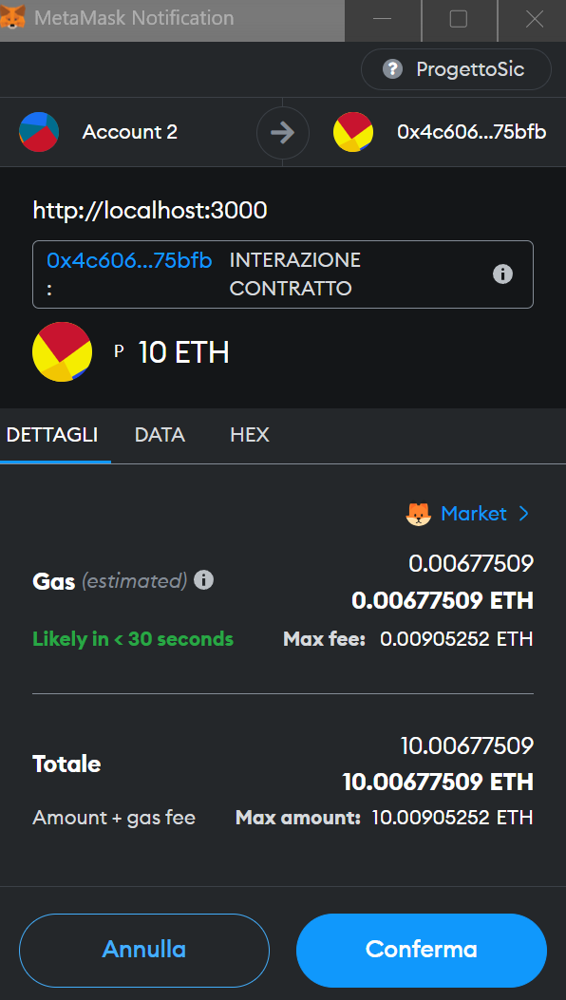 MetaMask Notification
? ProgettoSic
Account 2
0x4c606...75bfb
http://localhost:3000
0x4c606...75bfb INTERAZIONE
: CONTRATTO
P 10 ETH
DETTAGLI DATA HEX
Market >
0.00677509
Gas (estimated) 0.00677509 ETH
Likely in < 30 seconds Max fee: 0.00905252 ETH
10.00677509
Totale 10.00677509 ETH
Amount + gas fee Max amount: 10.00905252 ETH
Annulla Conferma